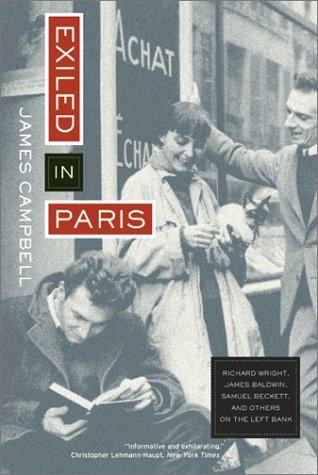 EXILED
IN
PARIS
JAMES CAMPBELL
ACHAT
ÉCHA
RICHARD WRIGHT,
JAMES BALDWIN,
SAMUEL BECKETT,
AND OTHERS
ON THE LEFT BANK
"Informative and exhilarating."
Christopher Lehmann-Haupt, New York Times